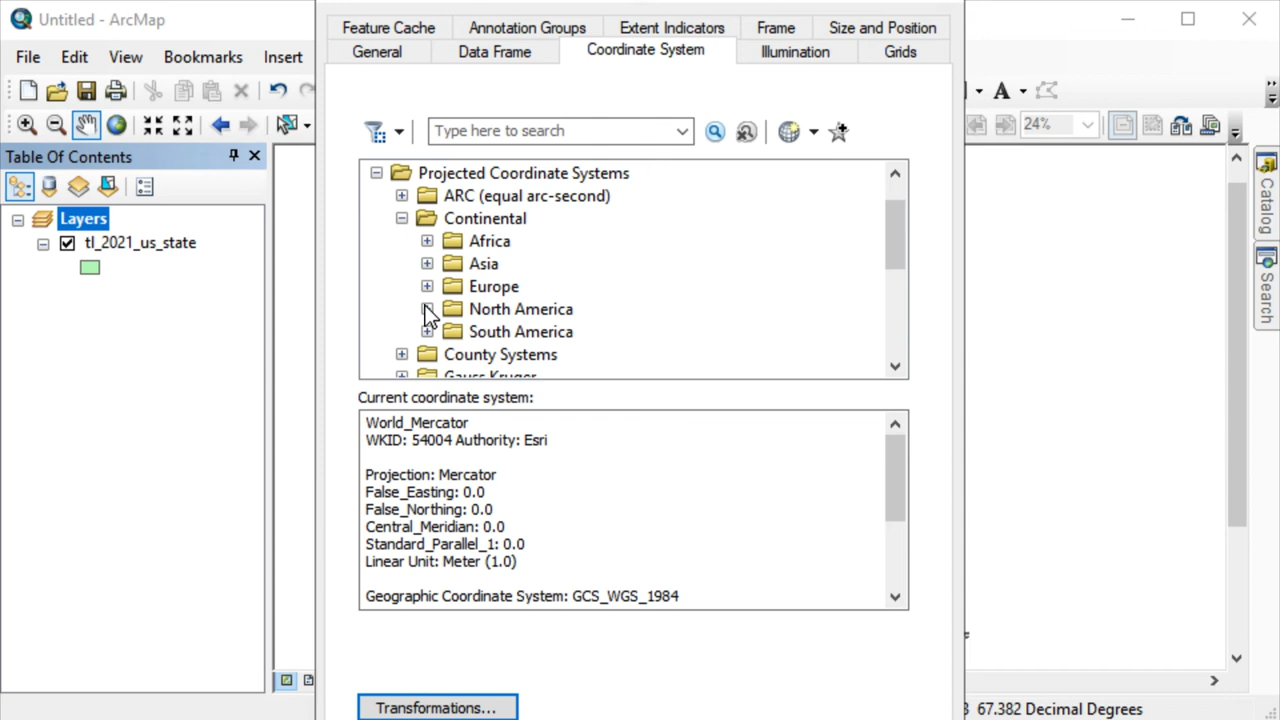 Untitled - ArcMap
File Edit View Bookmarks Insert
24%
Table Of Contents
Layers
tl_2021_us_state
Feature Cache Annotation Groups Extent Indicators Frame Size and Position
General Data Frame Coordinate System Illumination Grids
Type here to search
Projected Coordinate Systems
ARC (equal arc-second)
Continental
Africa
Asia
Europe
North America
South America
County Systems
Gauss Kruger
Current coordinate system:
World_Mercator
WKID: 54004 Authority: Esri
Projection: Mercator
False_Easting: 0.0
False_Northing: 0.0
Central_Meridian: 0.0
Standard_Parallel_1: 0.0
Linear Unit: Meter (1.0)
Geographic Coordinate System: GCS_WGS_1984
Transformations...
A
Catalog
Search
67.382 Decimal Degrees